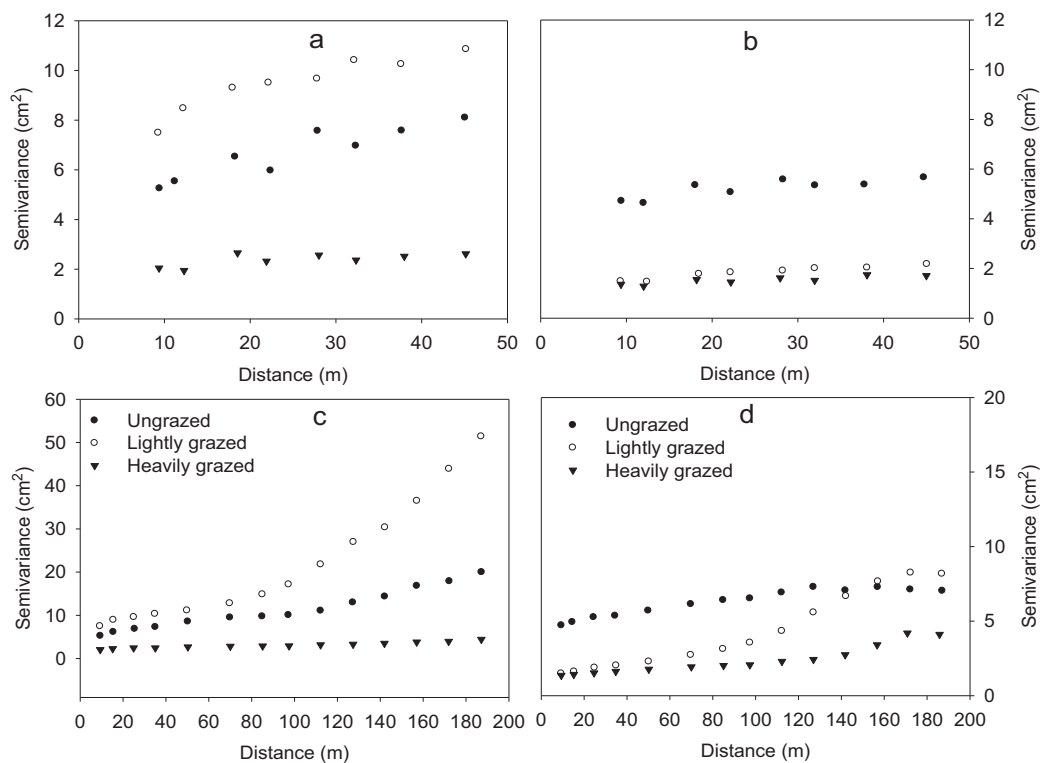 a
12
10
8
6
4
2
0
Semivariance (cm²)
0 10 20 30 40 50
Distance (m)
b
12
10
8
6
4
2
0
Semivariance (cm²)
0 10 20 30 40 50
Distance (m)
c
60
50
40
30
20
10
0
Semivariance (cm²)
Ungrazed
Lightly grazed
Heavily grazed
0 20 40 60 80 100 120 140 160 180 200
Distance (m)
d
20
15
10
5
0
Semivariance (cm²)
Ungrazed
Lightly grazed
Heavily grazed
0 20 40 60 80 100 120 140 160 180 200
Distance (m)